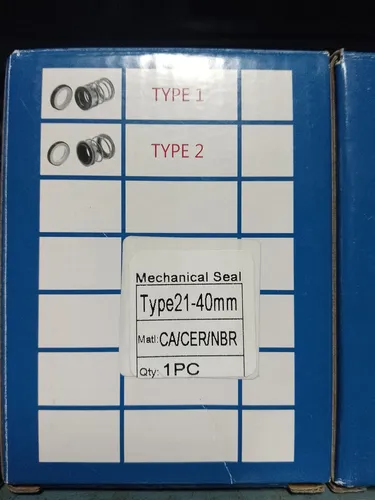 TYPE 1
TYPE 2
Mechanical Seal
Type21-40mm
Matl: CA/CER/NBR
Qty: 1PC